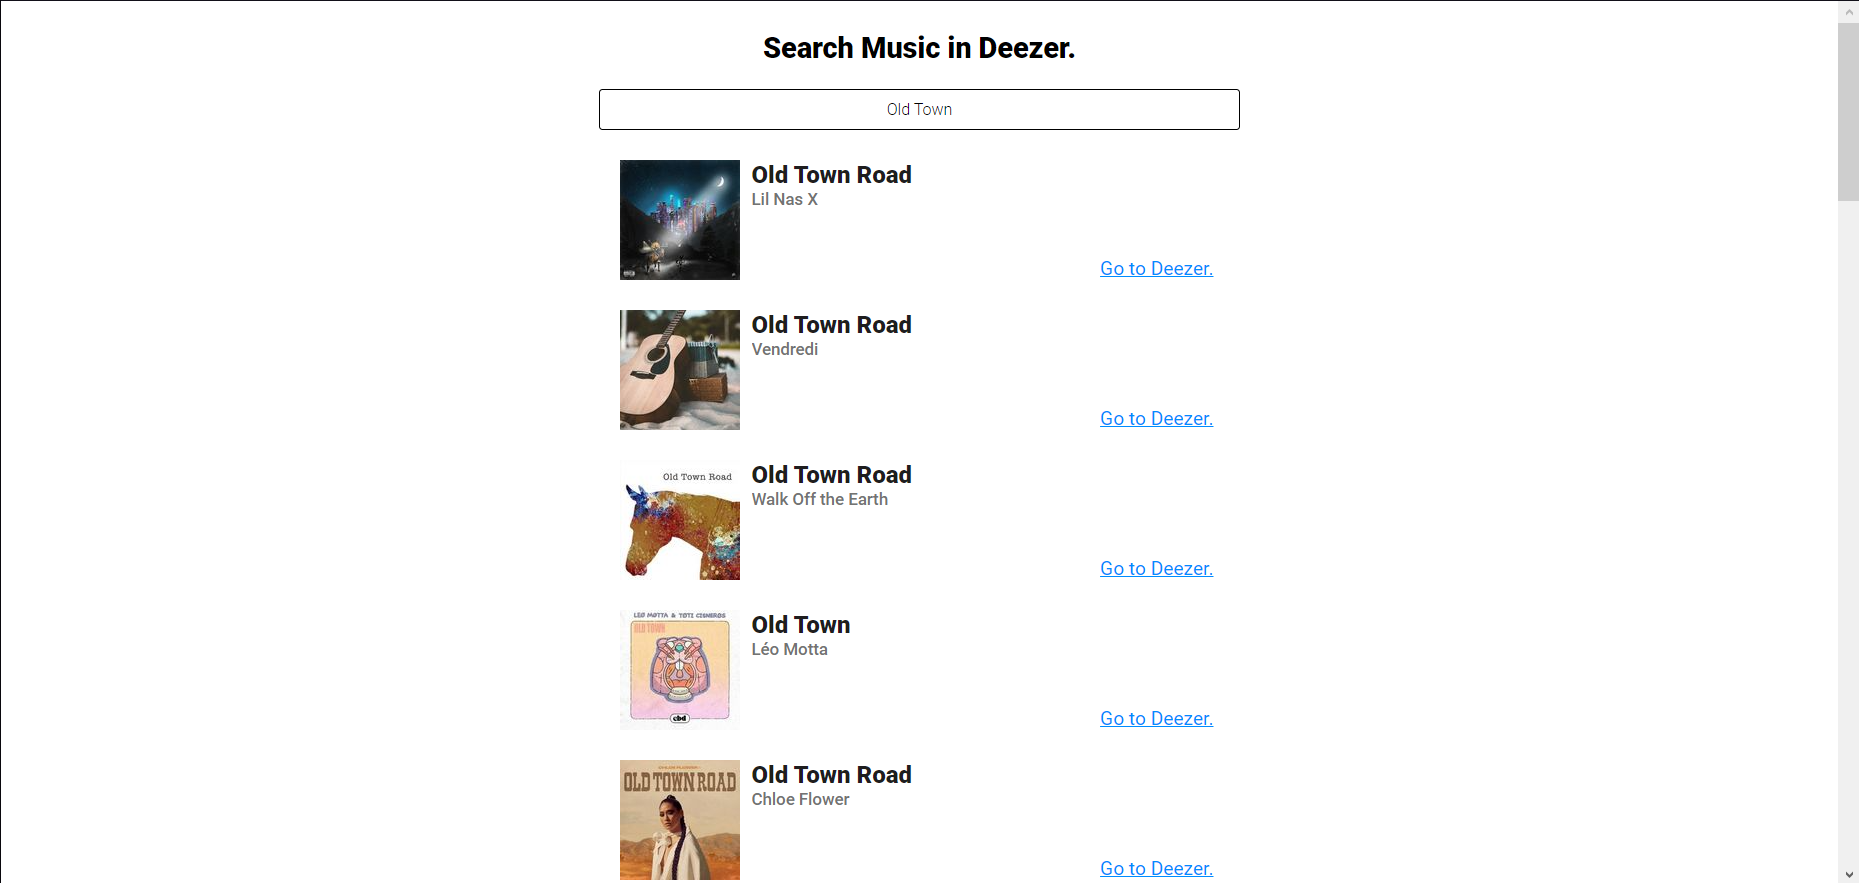 Search Music in Deezer.
Old Town
Old Town Road
Lil Nas X
Go to Deezer.
Old Town Road
Vendredi
Go to Deezer.
Old Town Road
Old Town Road
Walk Off the Earth
Go to Deezer.
LEO MOTTA & TOTI CISNEROS
OLD TOWN
cbd
Old Town
Léo Motta
Go to Deezer.
OLD TOWN ROAD
Old Town Road
Chloe Flower
Go to Deezer.